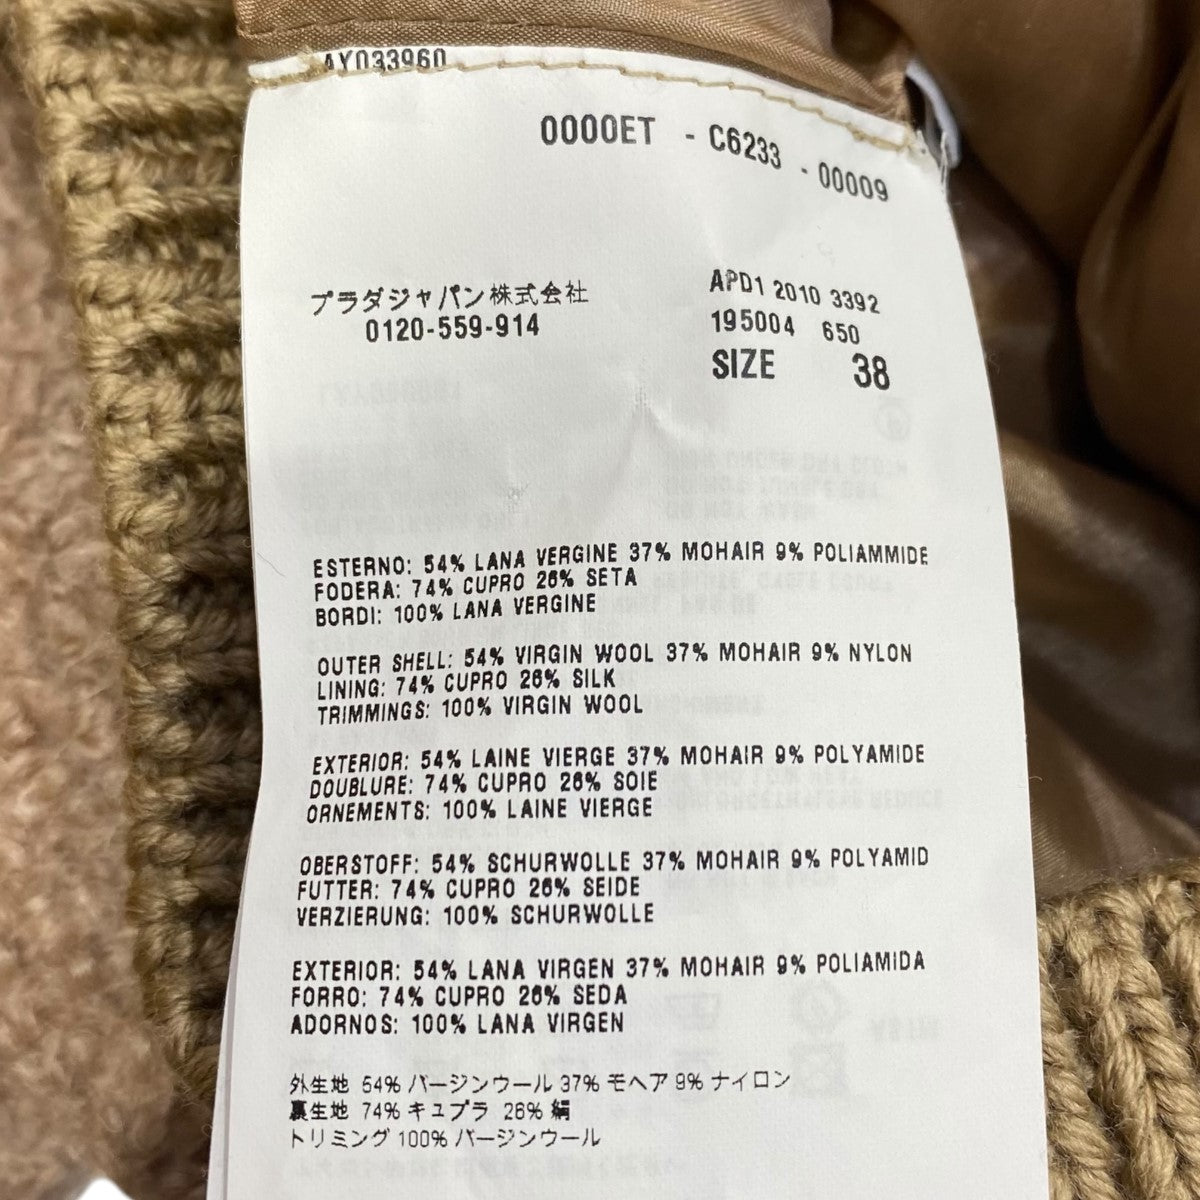 AY033960
0000ET - C6233 - 00009
プラダジャパン株式会社
0120-559-914
APD1 2010 3392
195004 650
SIZE 38
ESTERNO: 54% LANA VERGINE 37% MOHAIR 9% POLIAMMIDE
FODERA: 74% CUPRO 26% SETA
BORDI: 100% LANA VERGINE
OUTER SHELL: 54% VIRGIN WOOL 37% MOHAIR 9% NYLON
LINING: 74% CUPRO 26% SILK
TRIMMINGS: 100% VIRGIN WOOL
EXTERIOR: 54% LAINE VIERGE 37% MOHAIR 9% POLYAMIDE
DOUBLURE: 74% CUPRO 26% SOIE
ORNEMENTS: 100% LAINE VIERGE
OBERSTOFF: 54% SCHURWOLLE 37% MOHAIR 9% POLYAMID
FUTTER: 74% CUPRO 26% SEIDE
VERZIERUNG: 100% SCHURWOLLE
EXTERIOR: 54% LANA VIRGEN 37% MOHAIR 9% POLIAMIDA
FORRO: 74% CUPRO 26% SEDA
ADORNOS: 100% LANA VIRGEN
外生地 54% バージンウール 37% モヘア 9% ナイロン
裏生地 74% キュプラ 26% 絹
トリミング 100% バージンウール